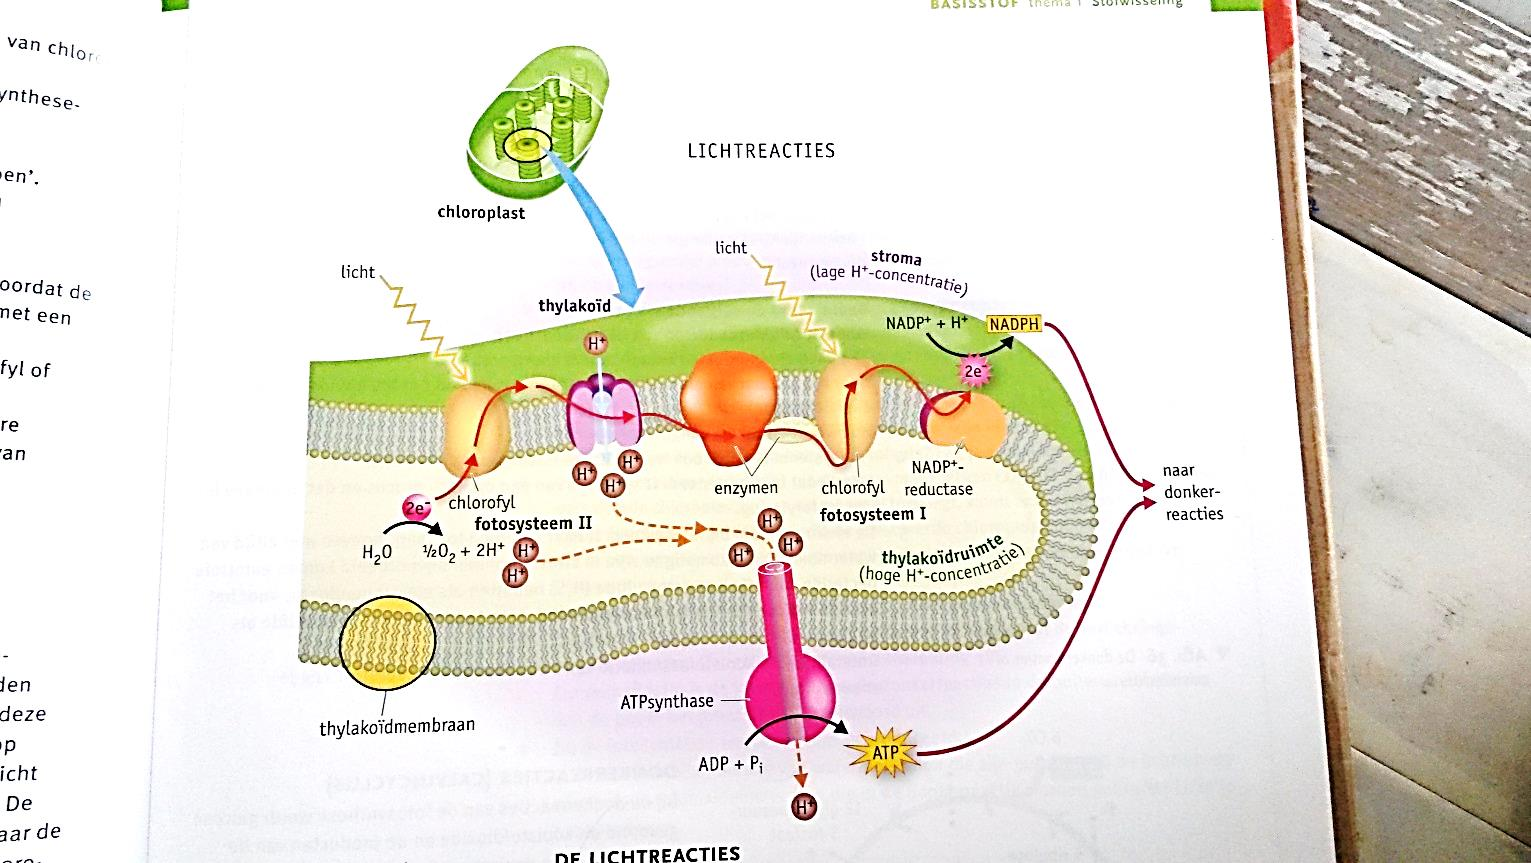 BASISSTOF thema 1 Stofwisseling
van chlor
ynthese-
en'.
oordat de
met een
fyl of
re
van
den
deze
op
icht
De
aar de
LICHTREACTIES
chloroplast
licht
licht
stroma
(lage H⁺-concentratie)
thylakoïd
H⁺
NADP⁺ + H⁺
NADPH
2e⁻
H⁺
H⁺
H⁺
NADP⁺-
reductase
enzymen
chlorofyl
fotosysteem I
chlorofyl
fotosysteem II
2e⁻
H₂O
½O₂ + 2H⁺
H⁺
H⁺
H⁺
H⁺
H⁺
naar
donker-
reacties
thylakoïdruimte
(hoge H⁺-concentratie)
thylakoïdmembraan
ATPsynthase
ADP + Pᵢ
ATP
H⁺
DE LICHTREACTIES